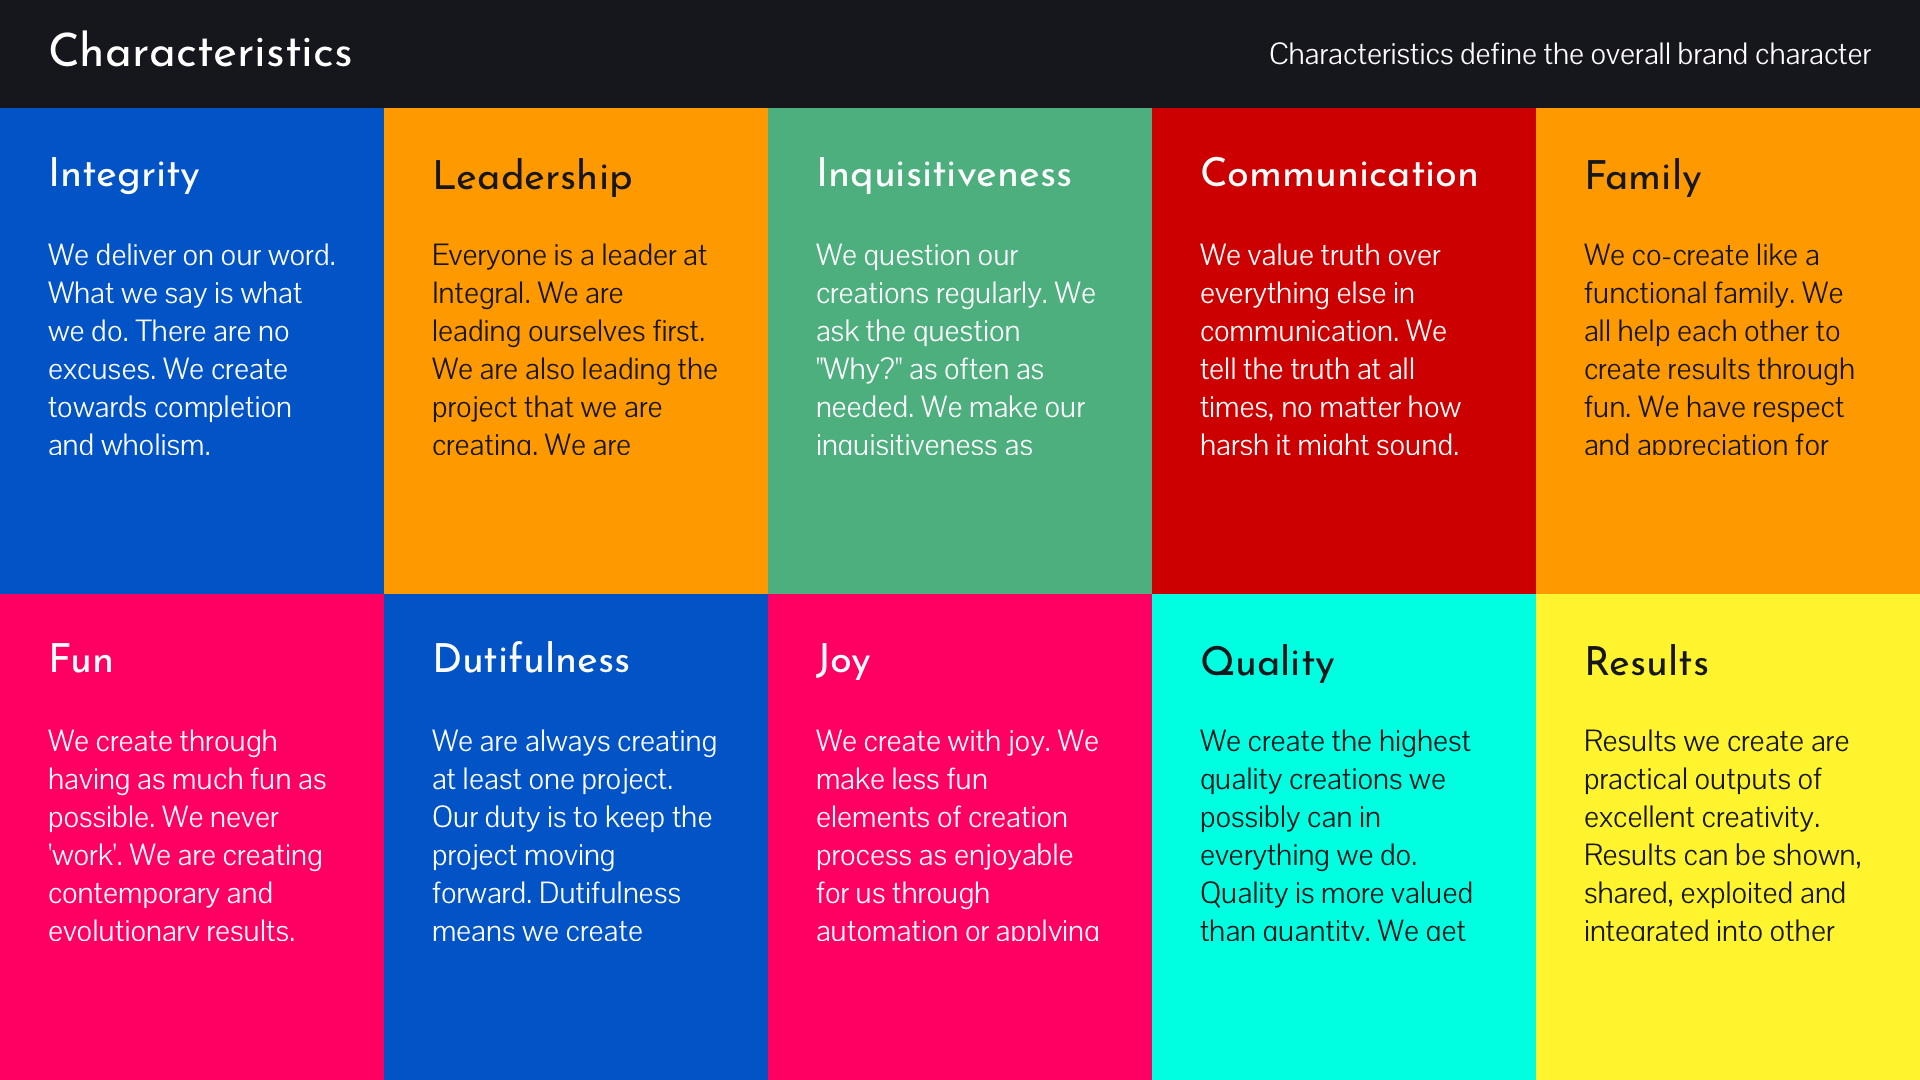 Characteristics
Characteristics define the overall brand character
Integrity
We deliver on our word.
What we say is what
we do. There are no
excuses. We create
towards completion
and wholism.
Leadership
Everyone is a leader at
Integral. We are
leading ourselves first.
We are also leading the
project that we are
creating. We are
Inquisitiveness
We question our
creations regularly. We
ask the question
"Why?" as often as
needed. We make our
inquisitiveness as
Communication
We value truth over
everything else in
communication. We
tell the truth at all
times, no matter how
harsh it might sound.
Family
We co-create like a
functional family. We
all help each other to
create results through
fun. We have respect
and appreciation for
Fun
We create through
having as much fun as
possible. We never
'work'. We are creating
contemporary and
evolutionary results.
Dutifulness
We are always creating
at least one project.
Our duty is to keep the
project moving
forward. Dutifulness
means we create
Joy
We create with joy. We
make less fun
elements of creation
process as enjoyable
for us through
automation or applying
Quality
We create the highest
quality creations we
possibly can in
everything we do.
Quality is more valued
than quantity. We get
Results
Results we create are
practical outputs of
excellent creativity.
Results can be shown,
shared, exploited and
integrated into other